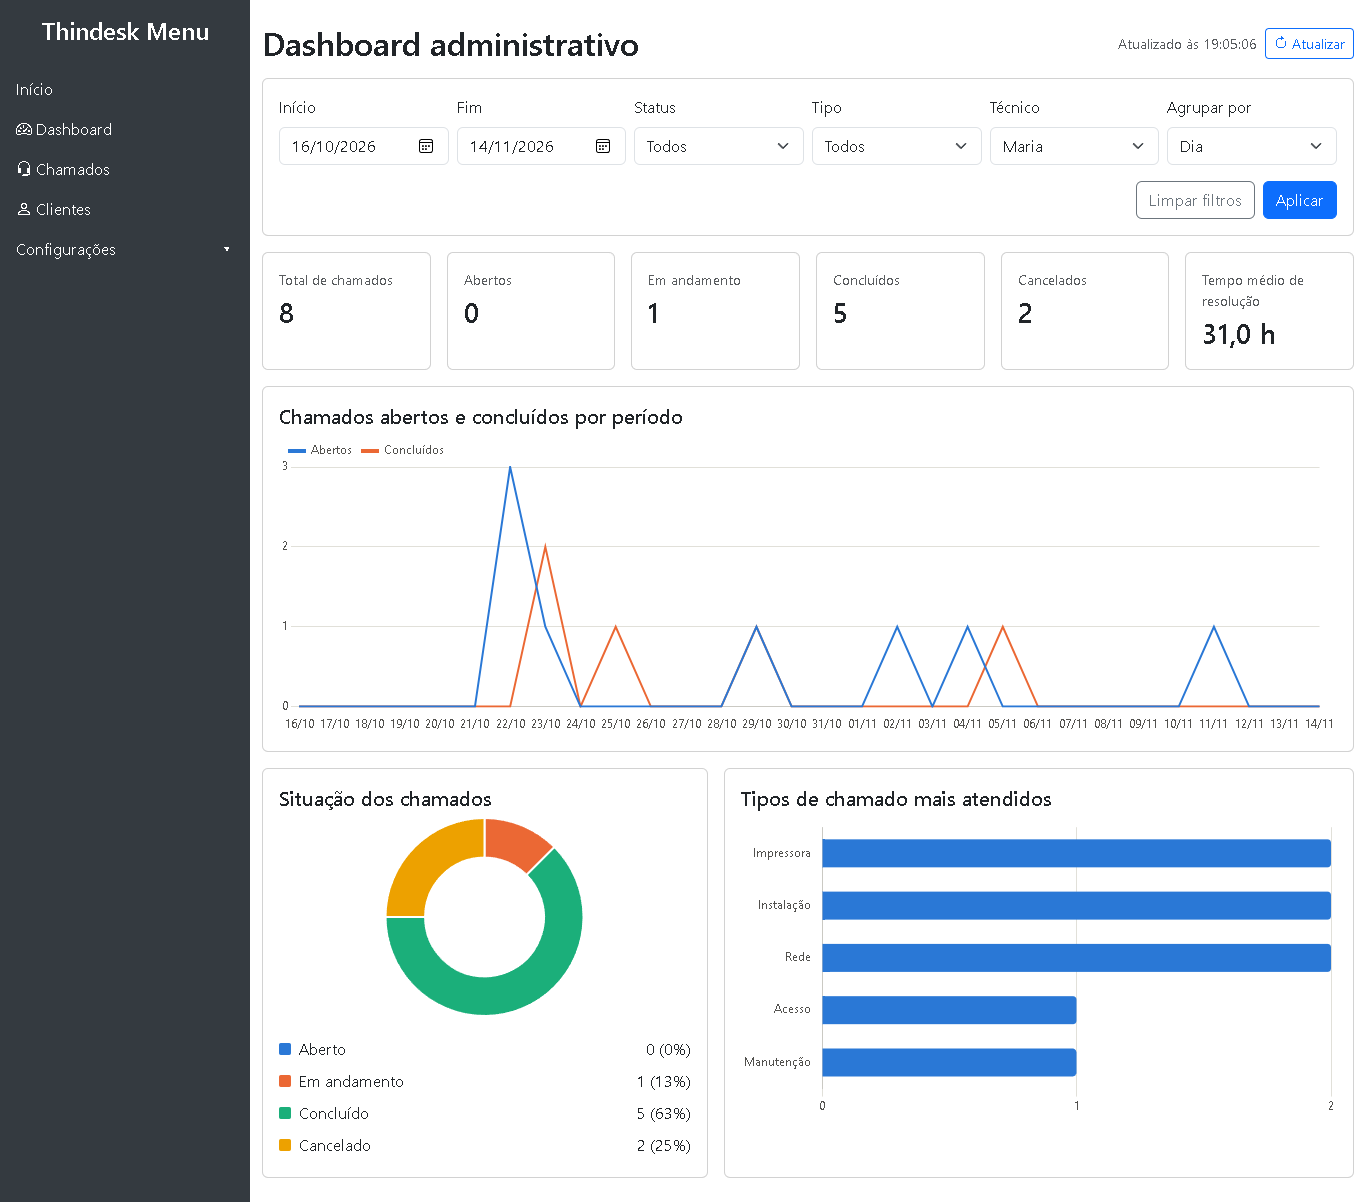 Thindesk Menu
Início
Dashboard
Chamados
Clientes
Configurações
Dashboard administrativo
Atualizado às 19:05:06
Atualizar
Início
Fim
Status
Tipo
Técnico
Agrupar por
16/10/2026
14/11/2026
Todos
Todos
Maria
Dia
Limpar filtros
Aplicar
Total de chamados
8
Abertos
0
Em andamento
1
Concluídos
5
Cancelados
2
Tempo médio de
resolução
31,0 h
Chamados abertos e concluídos por período
Abertos
Concluídos
3
2
1
0
16/10 17/10 18/10 19/10 20/10 21/10 22/10 23/10 24/10 25/10 26/10 27/10 28/10 29/10 30/10 31/10 01/11 02/11 03/11 04/11 05/11 06/11 07/11 08/11 09/11 10/11 11/11 12/11 13/11 14/11
Situação dos chamados
Aberto 0 (0%)
Em andamento 1 (13%)
Concluído 5 (63%)
Cancelado 2 (25%)
Tipos de chamado mais atendidos
Impressora
Instalação
Rede
Acesso
Manutenção
0 1 2